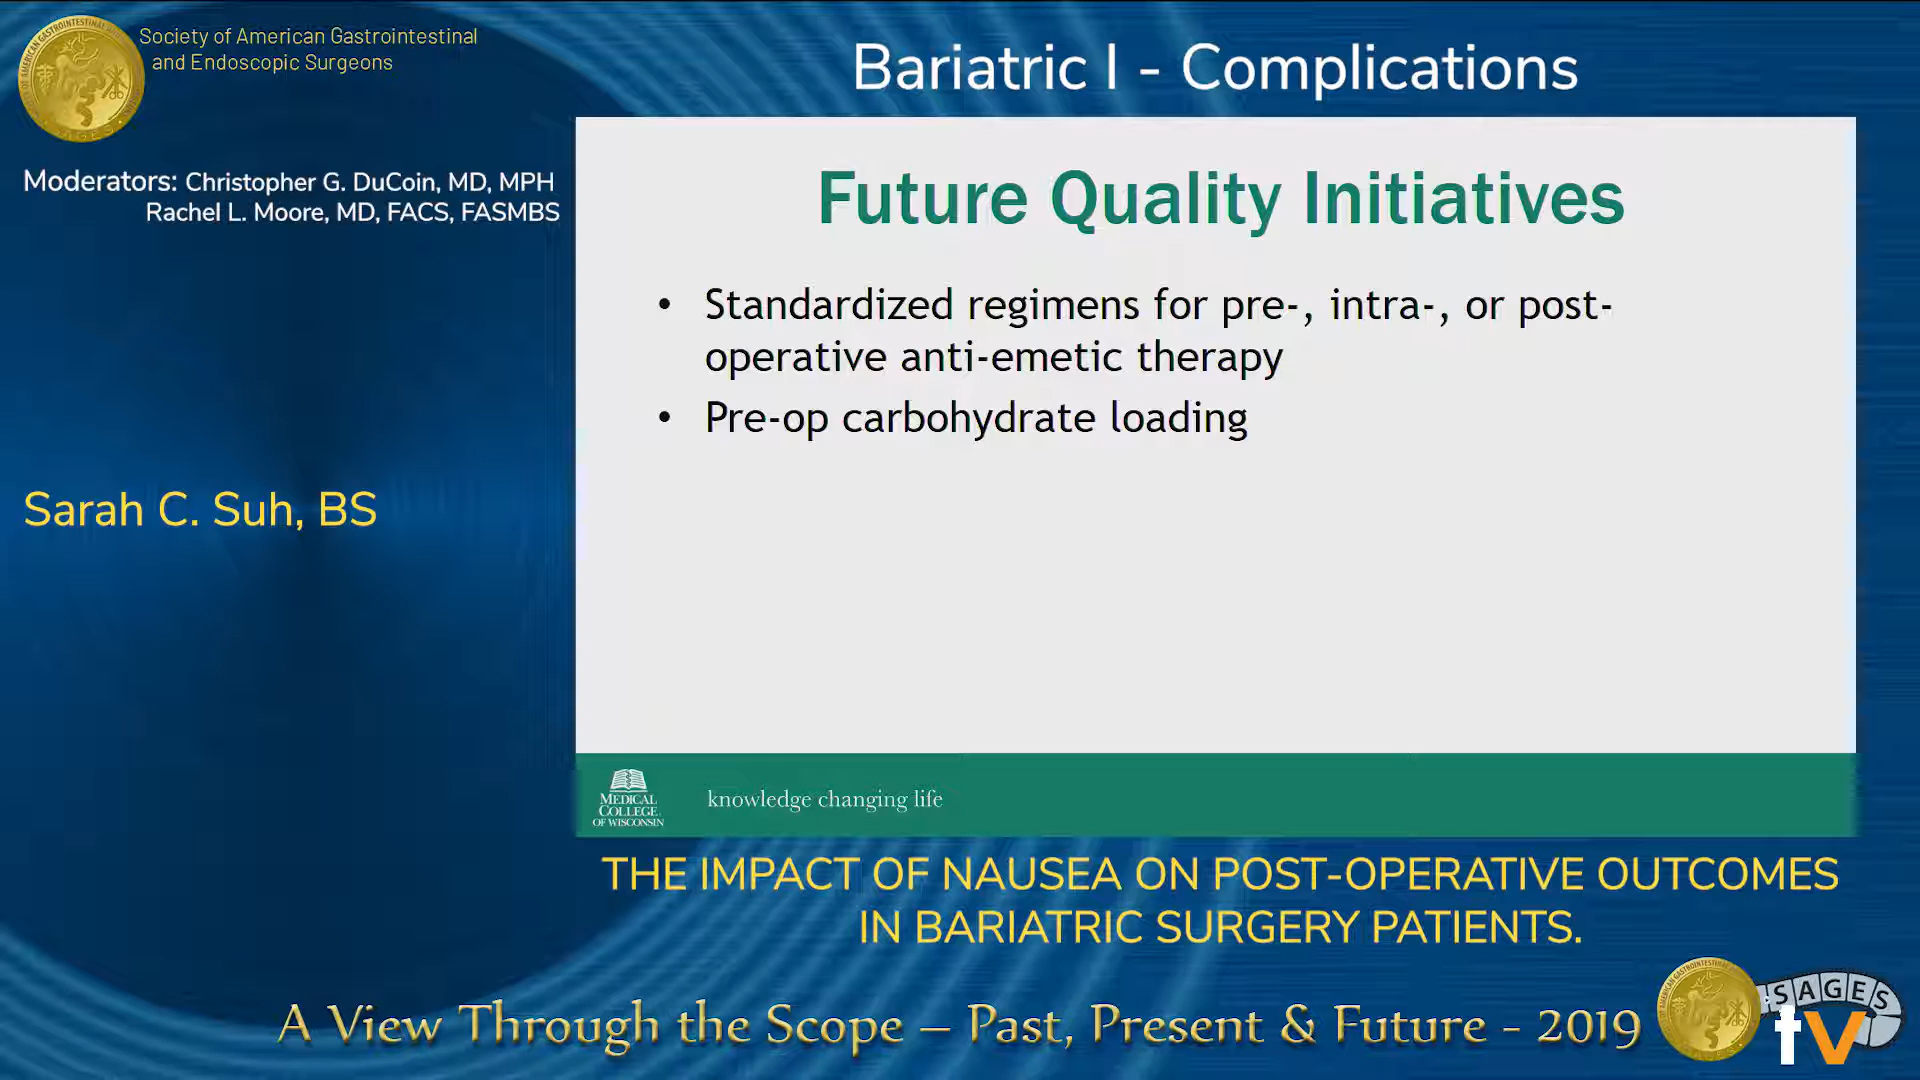 Society of American Gastrointestinal
and Endoscopic Surgeons
Bariatric I - Complications
Moderators: Christopher G. DuCoin, MD, MPH
Rachel L. Moore, MD, FACS, FASMBS
Future Quality Initiatives
• Standardized regimens for pre-, intra-, or post-
operative anti-emetic therapy
• Pre-op carbohydrate loading
Sarah C. Suh, BS
MEDICAL
COLLEGE
OF WISCONSIN
knowledge changing life
THE IMPACT OF NAUSEA ON POST-OPERATIVE OUTCOMES
IN BARIATRIC SURGERY PATIENTS.
A View Through the Scope – Past, Present & Future - 2019
SAGES
tv